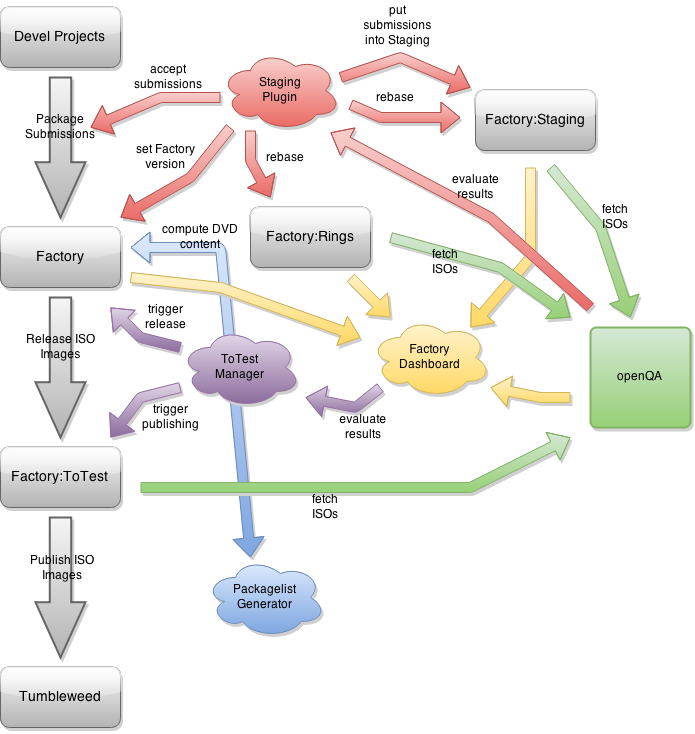 put
submissions
into Staging
Devel Projects
accept
submissions
Staging
Plugin
rebase
Factory:Staging
Package
Submissions
set Factory
version
rebase
evaluate
results
fetch
ISOs
compute DVD
content
Factory:Rings
Factory
fetch
ISOs
trigger
release
Release ISO
Images
ToTest
Manager
Factory
Dashboard
openQA
trigger
publishing
evaluate
results
Factory:ToTest
fetch
ISOs
Publish ISO
Images
Packagelist
Generator
Tumbleweed